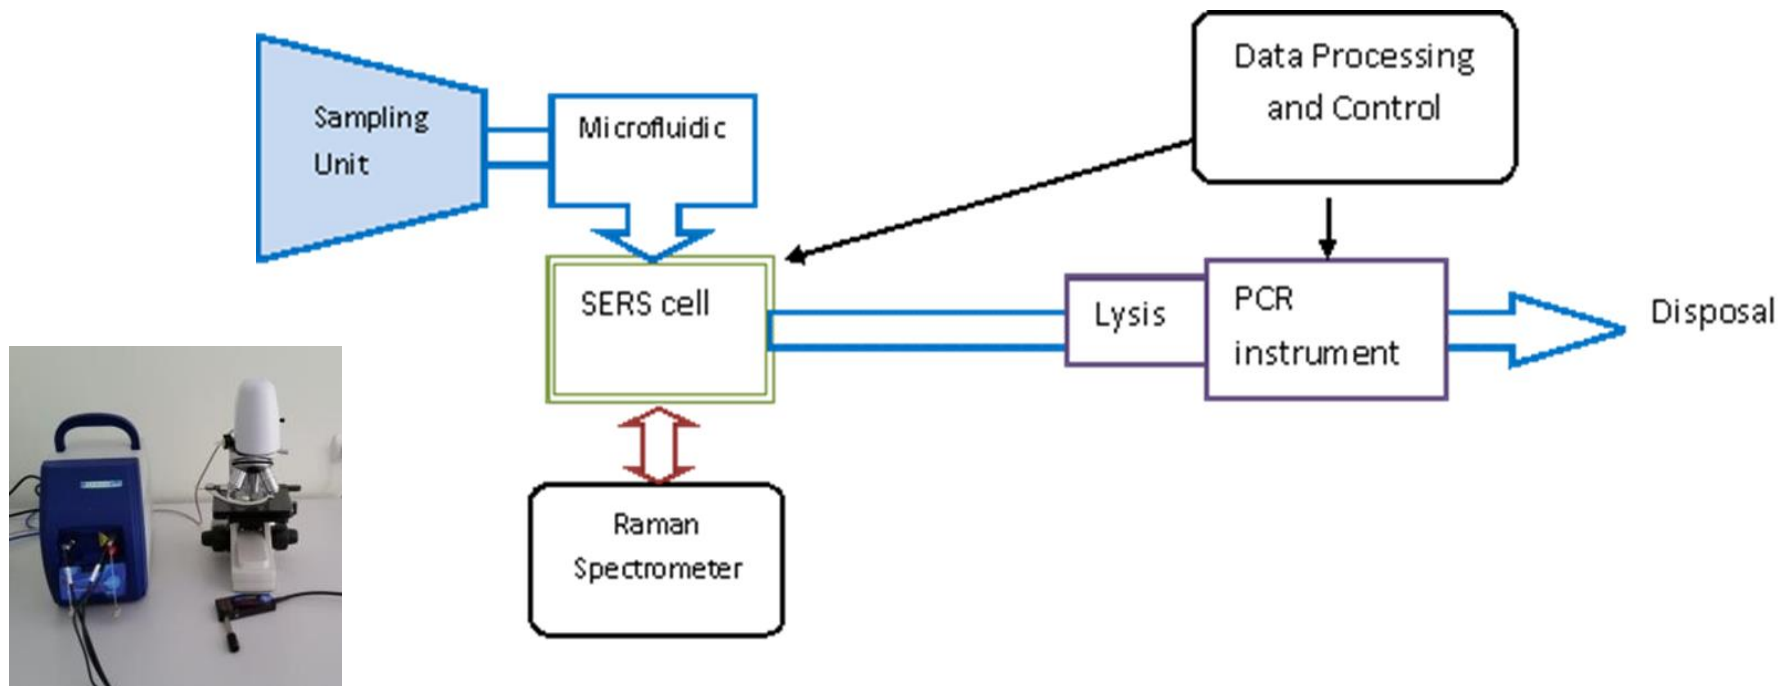 Sampling
Unit
Microfluidic
Data Processing
and Control
SERS cell
Lysis
PCR
instrument
Disposal
Raman
Spectrometer